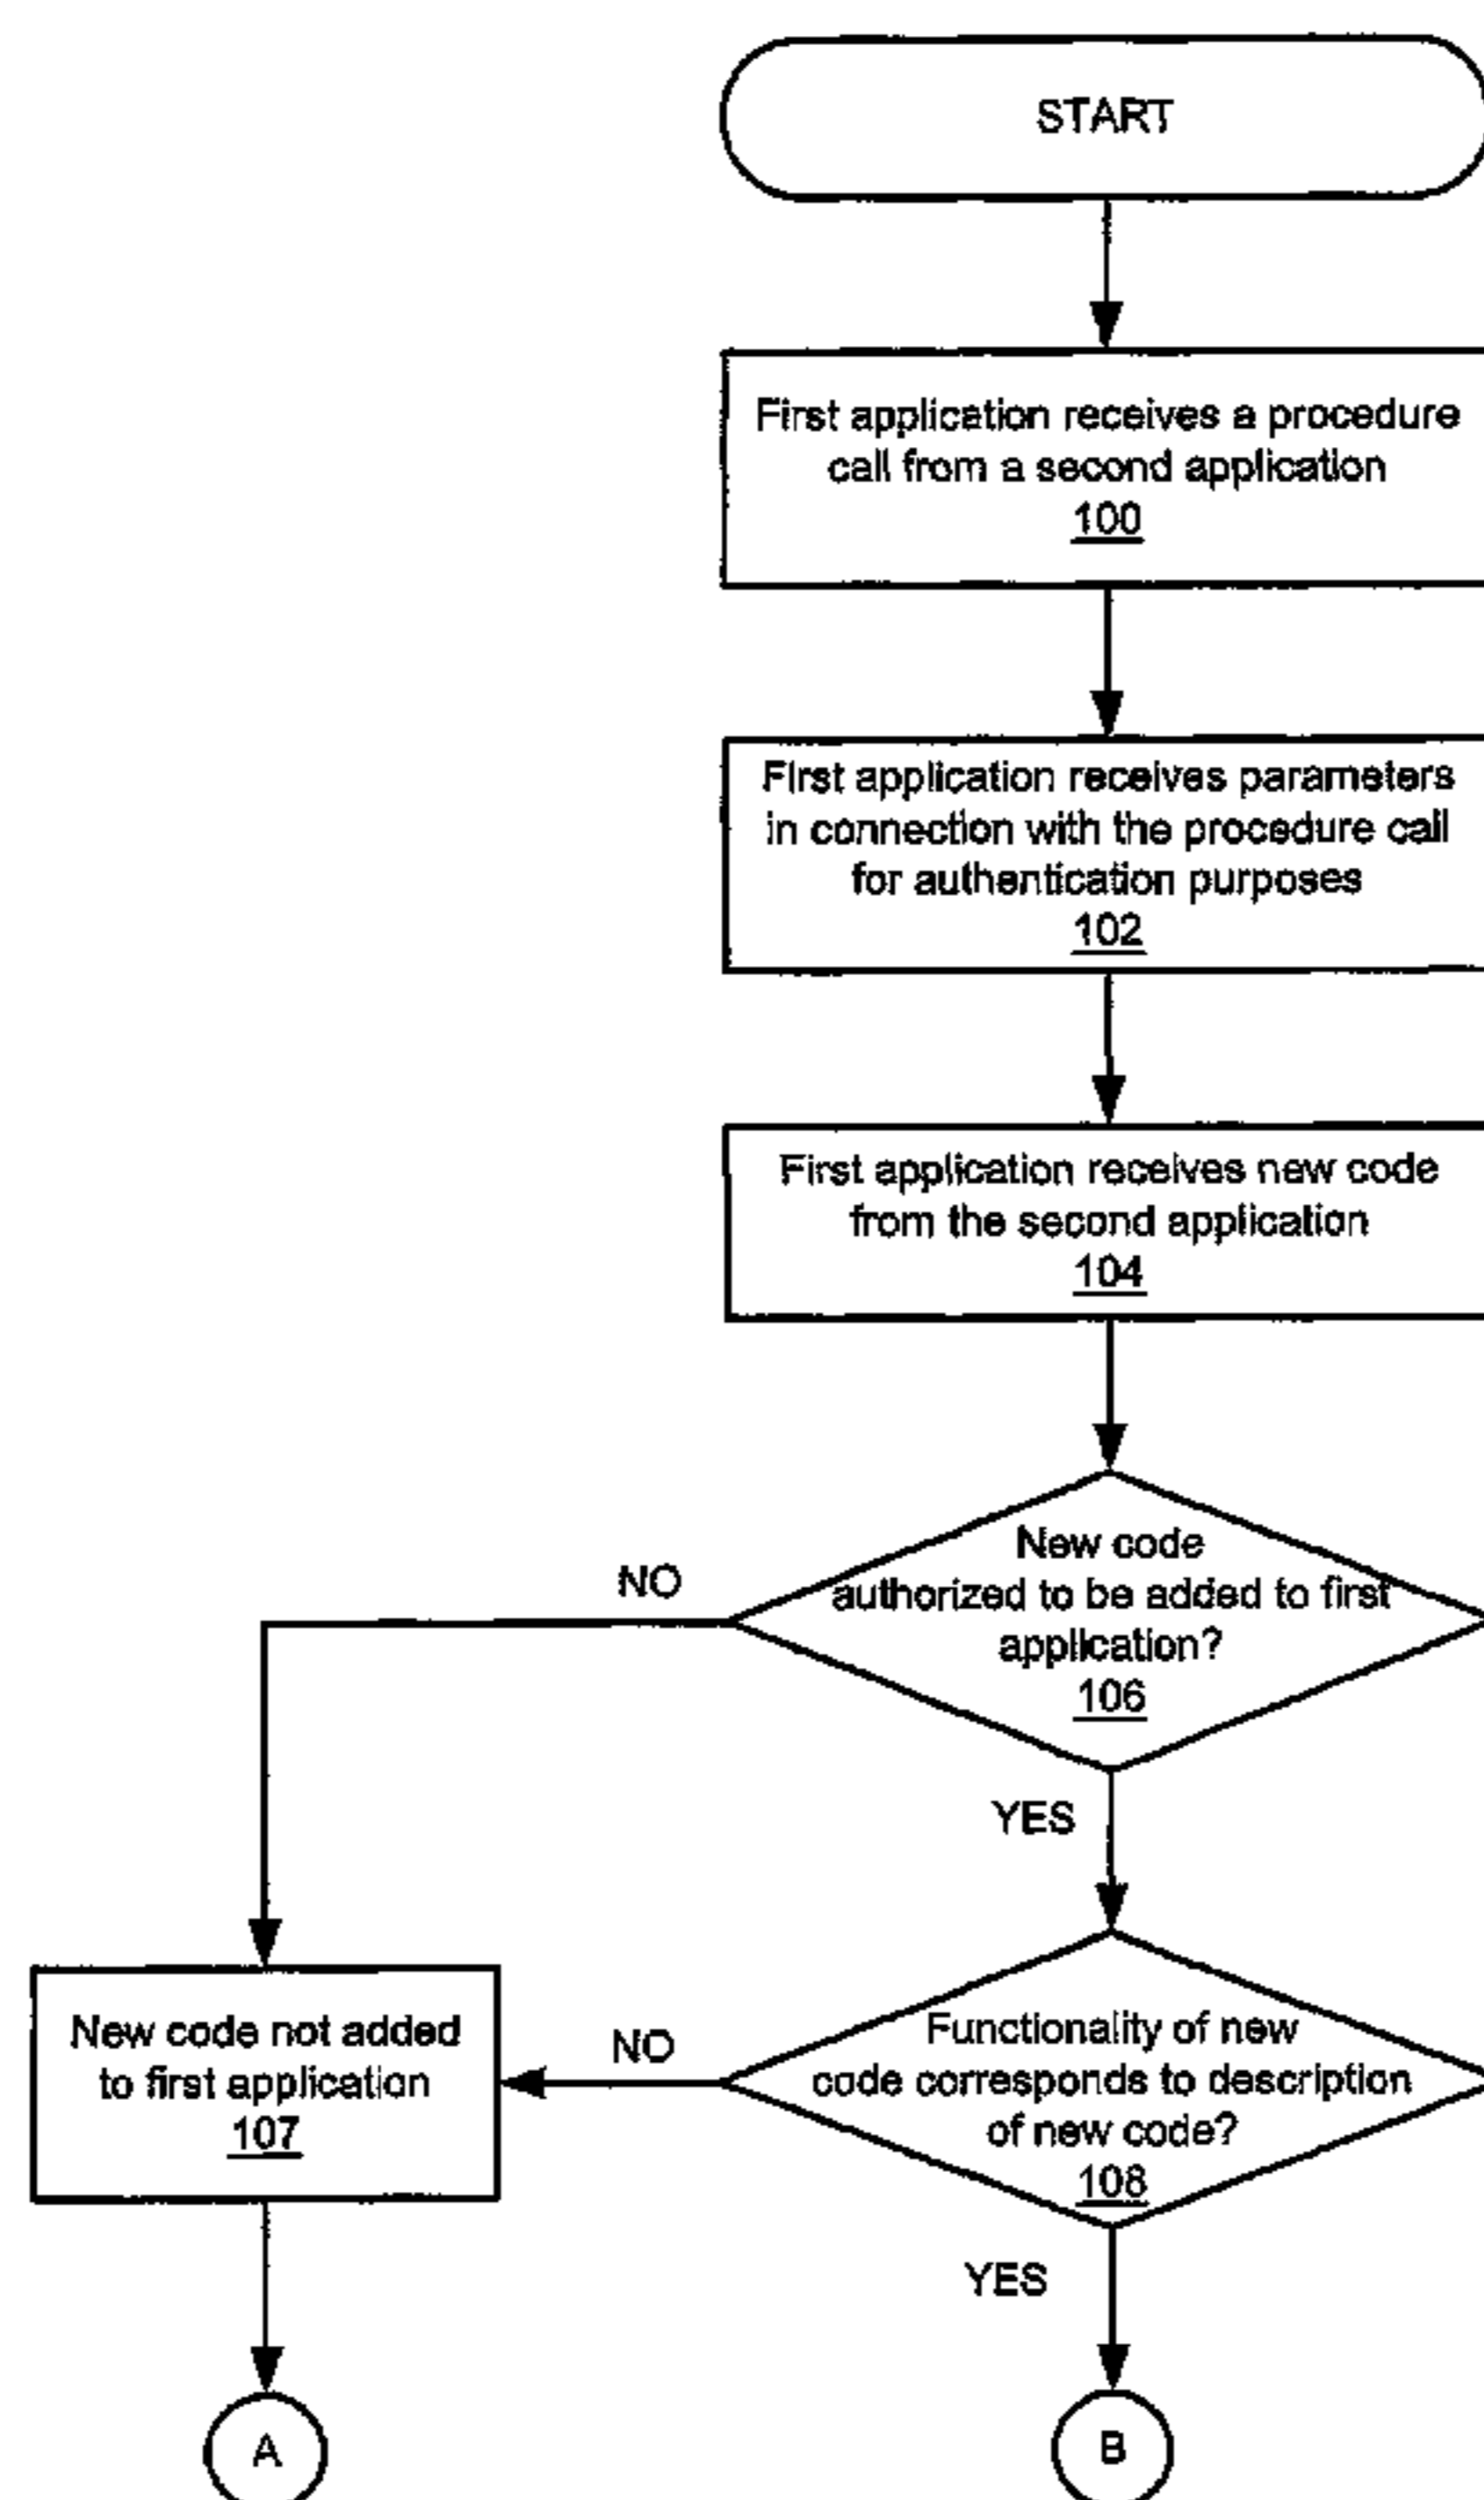 START
First application receives a procedure
call from a second application
100
First application receives parameters
in connection with the procedure call
for authentication purposes
102
First application receives new code
from the second application
104
New code
authorized to be added to first
application?
106
NO
YES
New code not added
to first application
107
NO
Functionality of new
code corresponds to description
of new code?
108
YES
A
B